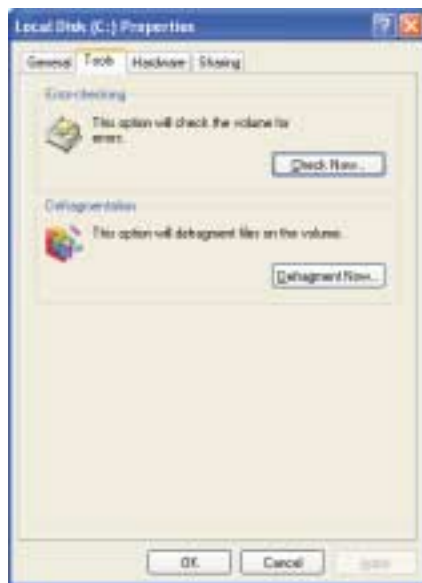 Local Disk (C:) Properties
General Tools Hardware Sharing
Error-checking
This option will check the volume for
errors.
Check Now...
Defragmentation
This option will defragment files on the volume.
Defragment Now...
OK Cancel Apply